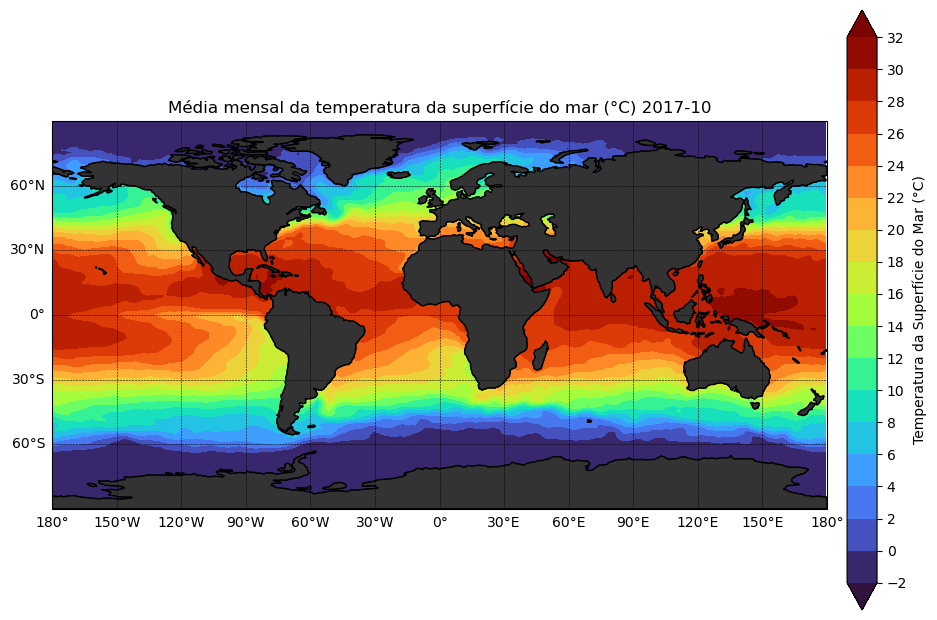 Média mensal da temperatura da superfície do mar (°C) 2017-10
60°N
30°N
0°
30°S
60°S
180° 150°W 120°W 90°W 60°W 30°W 0° 30°E 60°E 90°E 120°E 150°E 180°
32
30
28
26
24
22
20
18
16
14
12
10
8
6
4
2
0
−2
Temperatura da Superfície do Mar (°C)